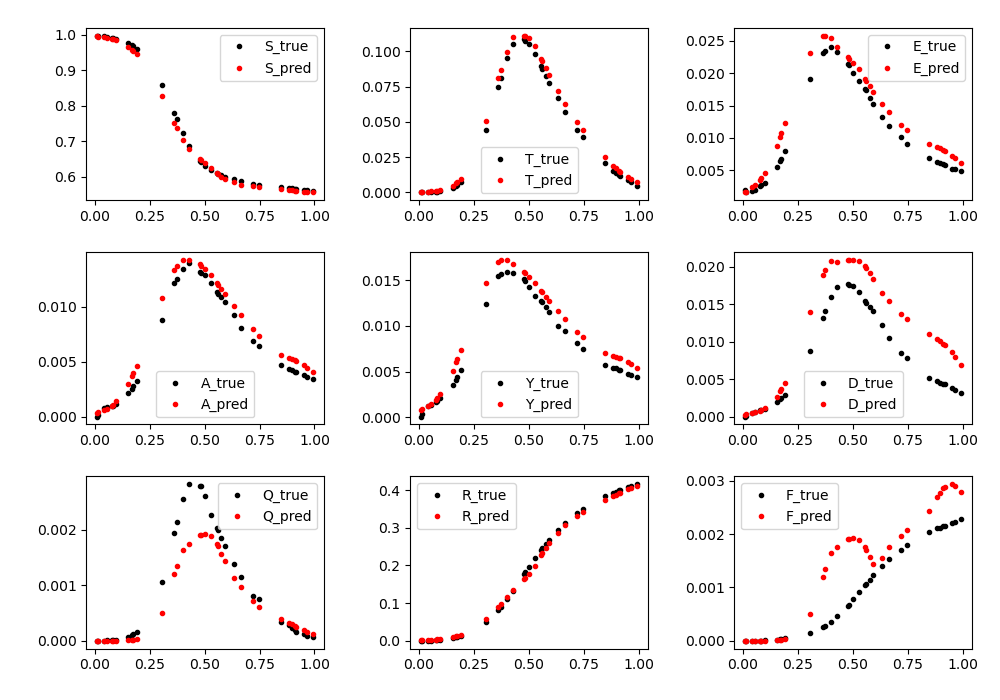 1.0
0.9
0.8
0.7
0.6
0.00 0.25 0.50 0.75 1.00
S_true
S_pred
0.100
0.075
0.050
0.025
0.000
0.00 0.25 0.50 0.75 1.00
T_true
T_pred
0.025
0.020
0.015
0.010
0.005
0.00 0.25 0.50 0.75 1.00
E_true
E_pred
0.010
0.005
0.000
0.00 0.25 0.50 0.75 1.00
A_true
A_pred
0.015
0.010
0.005
0.000
0.00 0.25 0.50 0.75 1.00
Y_true
Y_pred
0.020
0.015
0.010
0.005
0.000
0.00 0.25 0.50 0.75 1.00
D_true
D_pred
0.002
0.001
0.000
0.00 0.25 0.50 0.75 1.00
Q_true
Q_pred
0.4
0.3
0.2
0.1
0.0
0.00 0.25 0.50 0.75 1.00
R_true
R_pred
0.003
0.002
0.001
0.000
0.00 0.25 0.50 0.75 1.00
F_true
F_pred